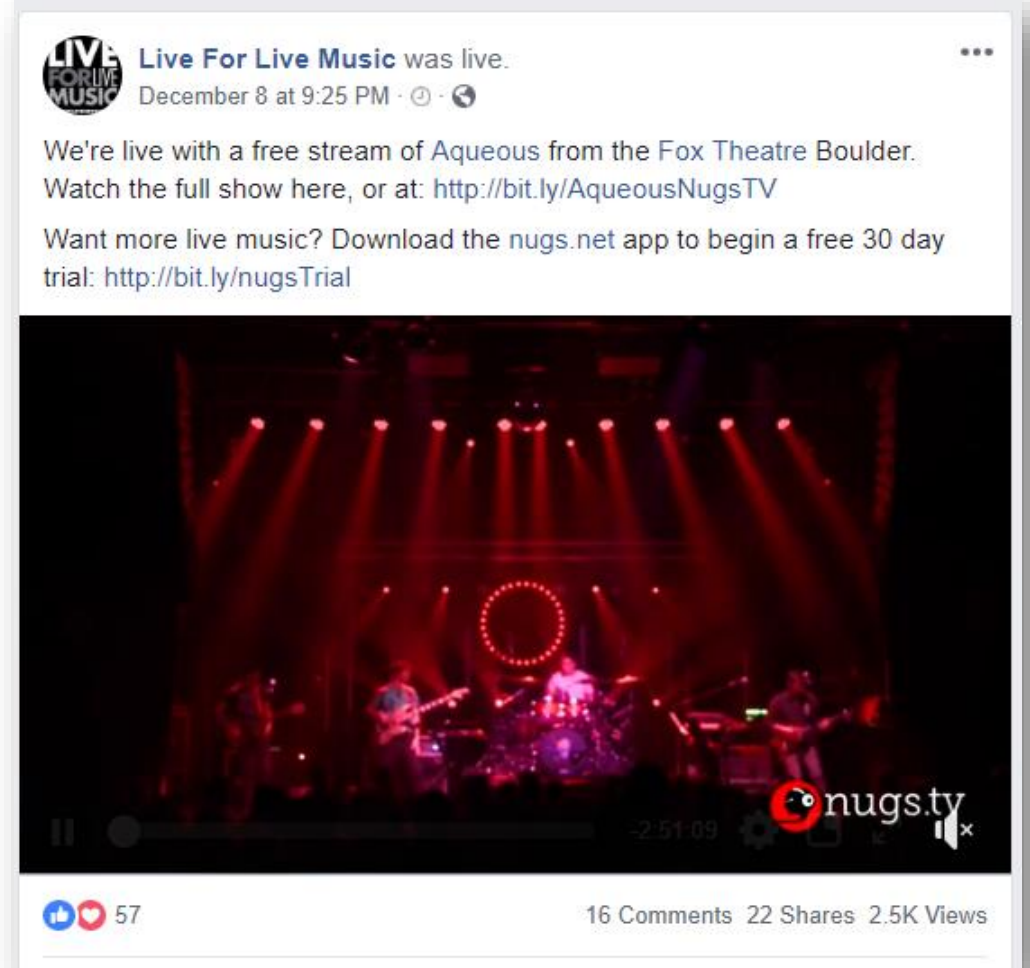 LIVE
FOR LIVE
MUSIC
Live For Live Music was live.
December 8 at 9:25 PM
We're live with a free stream of Aqueous from the Fox Theatre Boulder.
Watch the full show here, or at: http://bit.ly/AqueousNugsTV
Want more live music? Download the nugs.net app to begin a free 30 day
trial: http://bit.ly/nugsTrial
nugs.tv
-2:51:09
57
16 Comments 22 Shares 2.5K Views